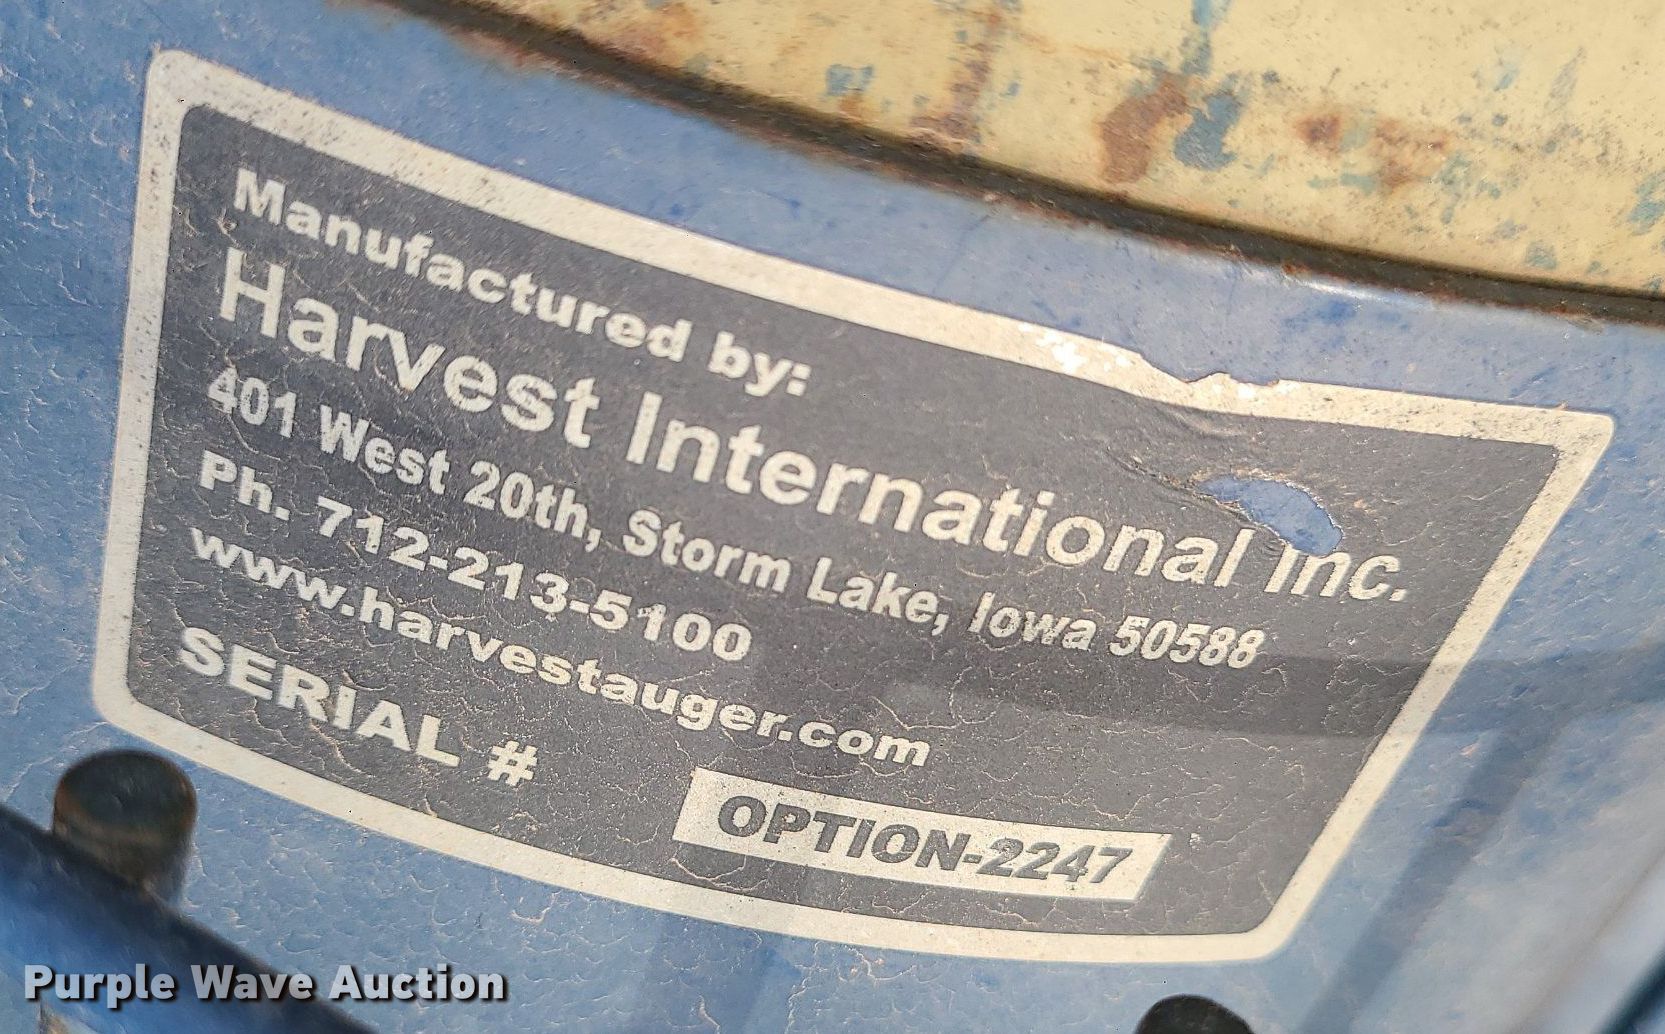 Manufactured by:
Harvest International Inc.
401 West 20th, Storm Lake, Iowa 50588
Ph. 712-213-5100
www.harvestauger.com
SERIAL #
OPTION-2247
Purple Wave Auction